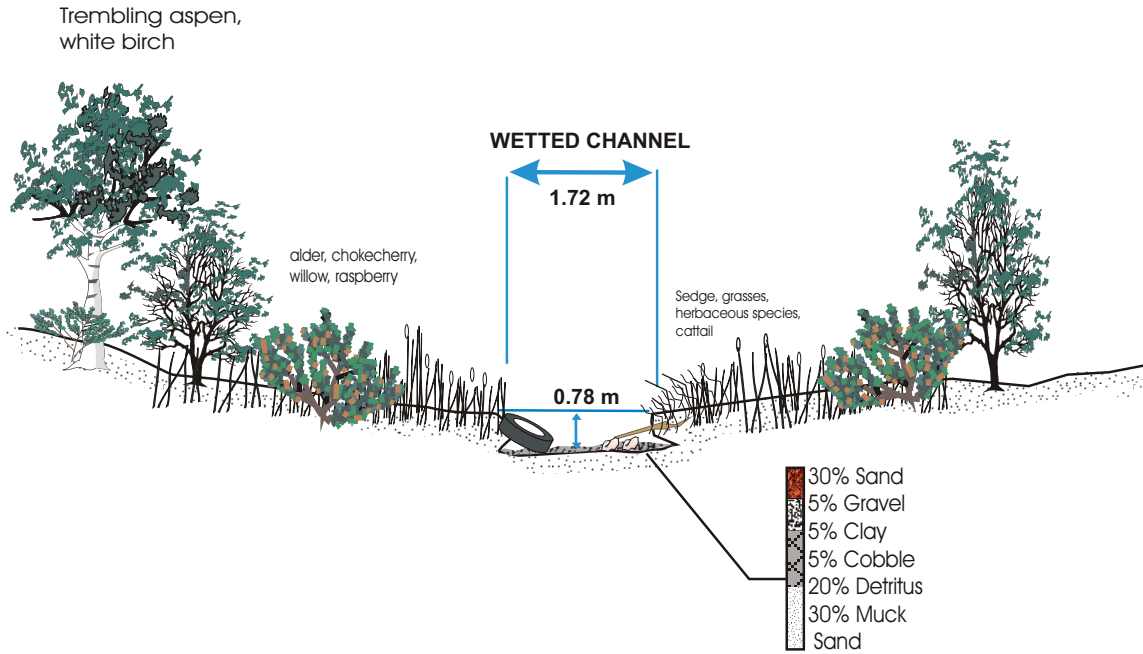 Trembling aspen,
white birch
WETTED CHANNEL
1.72 m
alder, chokecherry,
willow, raspberry
Sedge, grasses,
herbaceous species,
cattail
0.78 m
30% Sand
5% Gravel
5% Clay
5% Cobble
20% Detritus
30% Muck
Sand